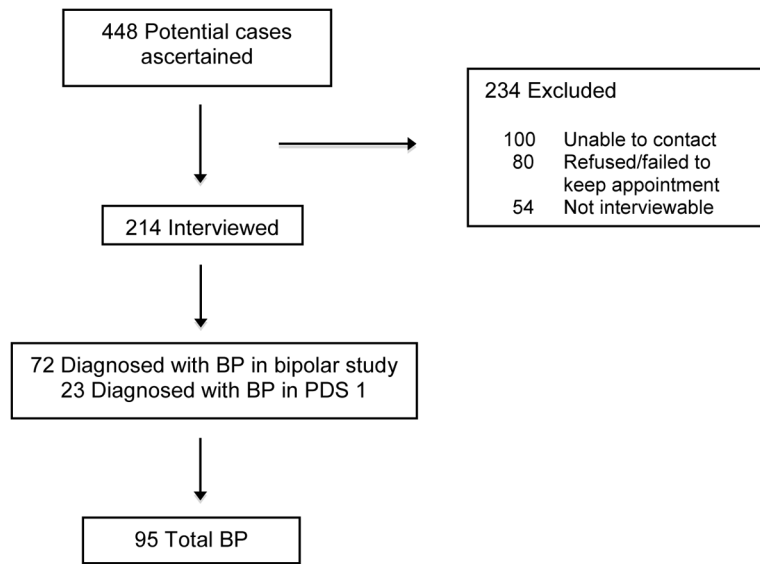 448 Potential cases
ascertained
234 Excluded
100 Unable to contact
80 Refused/failed to
keep appointment
54 Not interviewable
214 Interviewed
72 Diagnosed with BP in bipolar study
23 Diagnosed with BP in PDS 1
95 Total BP